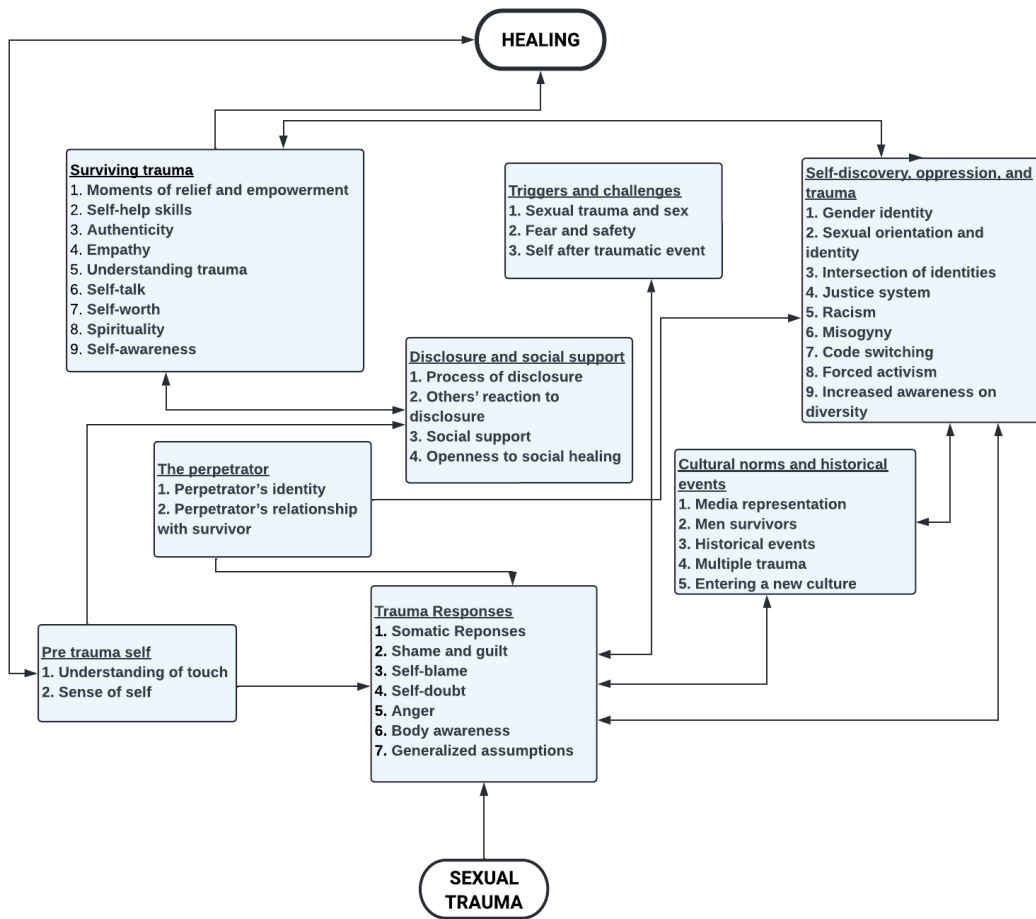 HEALING
Surviving trauma
1. Moments of relief and empowerment
2. Self-help skills
3. Authenticity
4. Empathy
5. Understanding trauma
6. Self-talk
7. Self-worth
8. Spirituality
9. Self-awareness
Triggers and challenges
1. Sexual trauma and sex
2. Fear and safety
3. Self after traumatic event
Self-discovery, oppression, and
trauma
1. Gender identity
2. Sexual orientation and
identity
3. Intersection of identities
4. Justice system
5. Racism
6. Misogyny
7. Code switching
8. Forced activism
9. Increased awareness on
diversity
Disclosure and social support
1. Process of disclosure
2. Others’ reaction to
disclosure
3. Social support
4. Openness to social healing
The perpetrator
1. Perpetrator’s identity
2. Perpetrator’s relationship
with survivor
Cultural norms and historical
events
1. Media representation
2. Men survivors
3. Historical events
4. Multiple trauma
5. Entering a new culture
Trauma Responses
1. Somatic Reponses
2. Shame and guilt
3. Self-blame
4. Self-doubt
5. Anger
6. Body awareness
7. Generalized assumptions
Pre trauma self
1. Understanding of touch
2. Sense of self
SEXUAL
TRAUMA